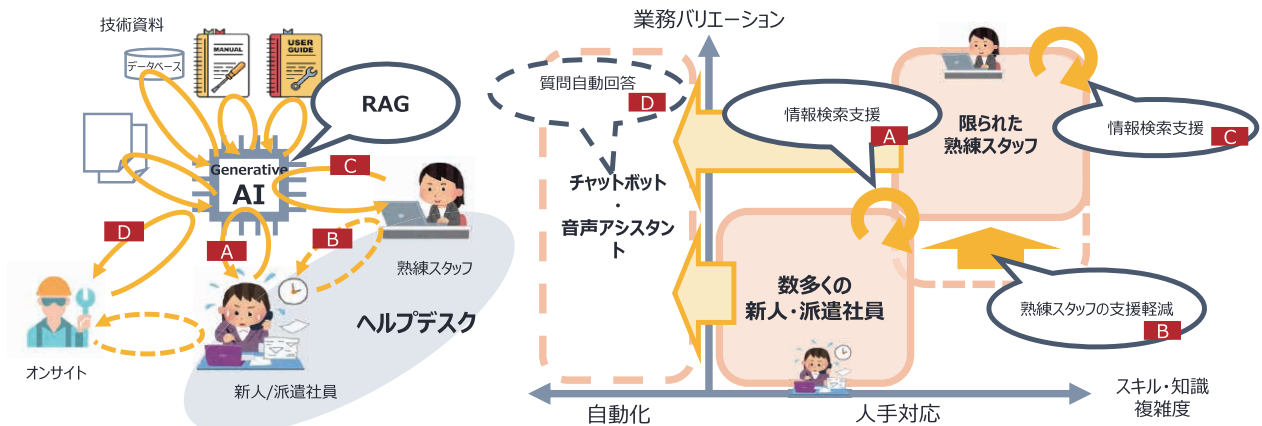 技術資料
データベース
MANUAL
USER
GUIDE
RAG
Generative
AI
C
D
A
B
熟練スタッフ
ヘルプデスク
オンサイト
新人/派遣社員
業務バリエーション
質問自動回答
D
チャットボット
・
音声アシスタン
ト
情報検索支援
A
限られた
熟練スタッフ
情報検索支援
C
数多くの
新人・派遣社員
熟練スタッフの支援軽減
B
自動化
人手対応
スキル・知識
複雑度